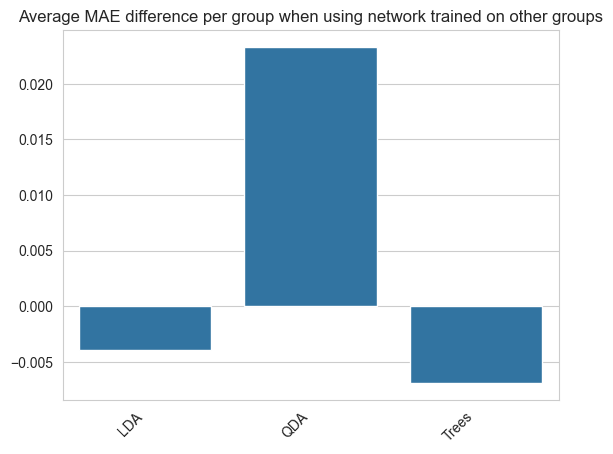 Average MAE difference per group when using network trained on other groups
0.020
0.015
0.010
0.005
0.000
−0.005
LDA
QDA
Trees